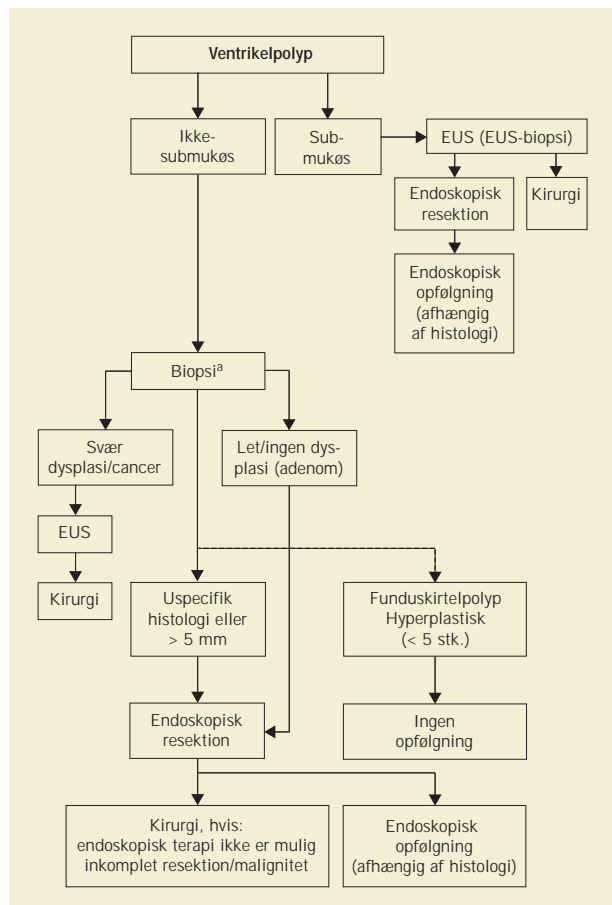 Ventrikelpolyp
Ikke-
submukøs
Sub-
mukøs
EUS (EUS-biopsi)
Endoskopisk
resektion
Kirurgi
Endoskopisk
opfølgning
(afhængig
af histologi)
Biopsiª
Svær
dysplasi/cancer
Let/ingen dys-
plasi (adenom)
EUS
Kirurgi
Uspecifik
histologi eller
> 5 mm
Funduskirtelpolyp
Hyperplastisk
(< 5 stk.)
Endoskopisk
resektion
Ingen
opfølgning
Kirurgi, hvis:
endoskopisk terapi ikke er mulig
inkomplet resektion/malignitet
Endoskopisk
opfølgning
(afhængig af histologi)